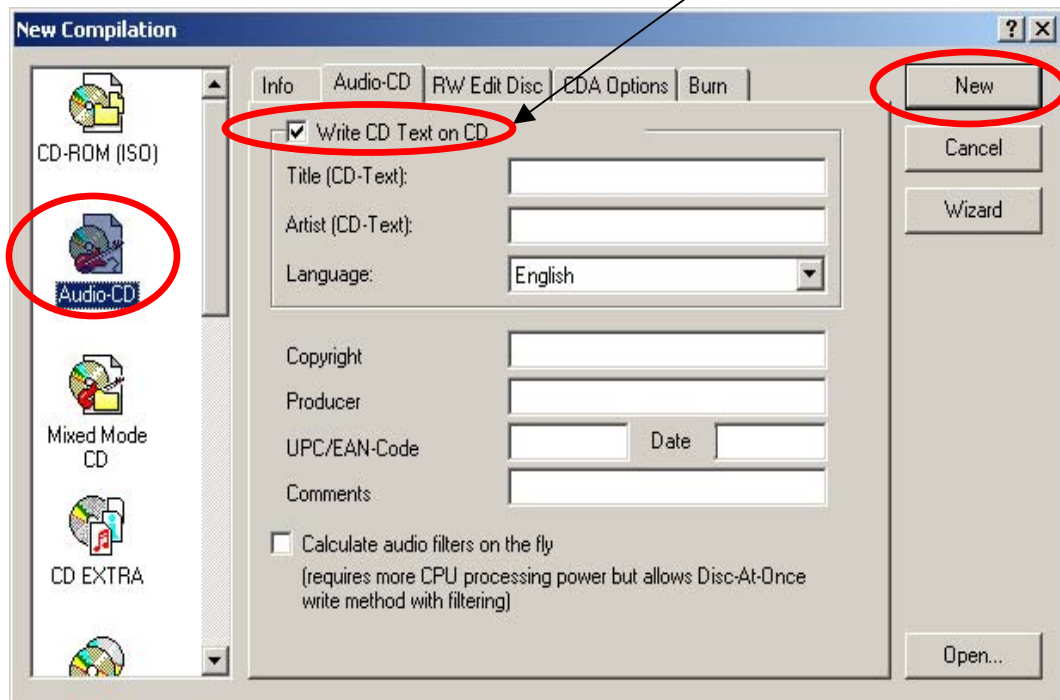 New Compilation
CD-ROM (ISO)
Audio-CD
Mixed Mode
CD
CD EXTRA
Info Audio-CD RW Edit Disc CDA Options Burn
Write CD Text on CD
Title (CD-Text):
Artist (CD-Text):
Language: English
Copyright
Producer
UPC/EAN-Code Date
Comments
Calculate audio filters on the fly
(requires more CPU processing power but allows Disc-At-Once
write method with filtering)
New
Cancel
Wizard
Open...